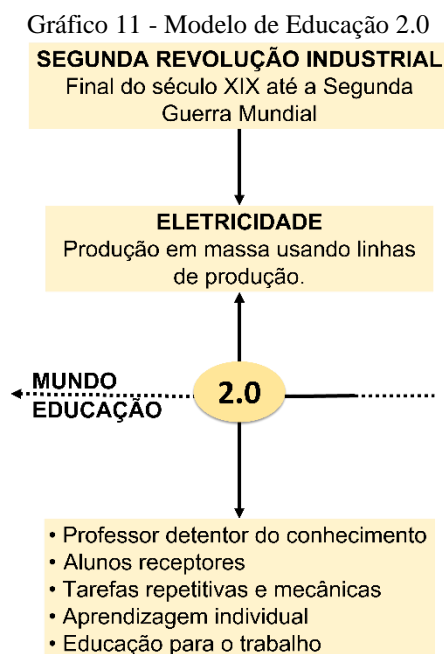 Gráfico 11 - Modelo de Educação 2.0
SEGUNDA REVOLUÇÃO INDUSTRIAL
Final do século XIX até a Segunda
Guerra Mundial
ELETRICIDADE
Produção em massa usando linhas
de produção.
MUNDO
2.0
EDUCAÇÃO
• Professor detentor do conhecimento
• Alunos receptores
• Tarefas repetitivas e mecânicas
• Aprendizagem individual
• Educação para o trabalho